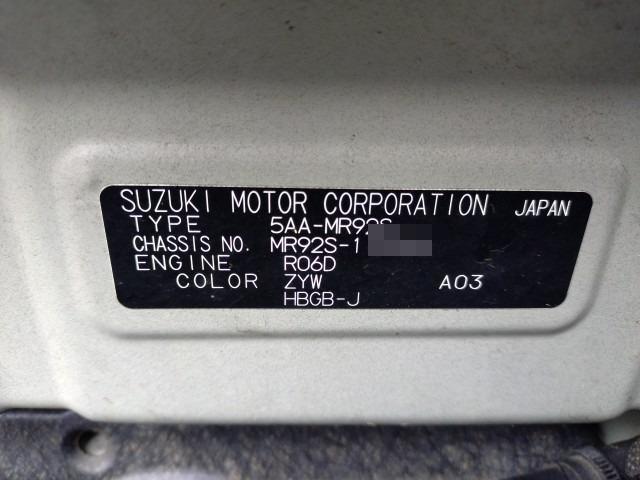 SUZUKI MOTOR CORPORATION JAPAN
TYPE 5AA-MR92S
CHASSIS NO. MR92S-1
ENGINE R06D
COLOR ZYW A03
HBGB-J